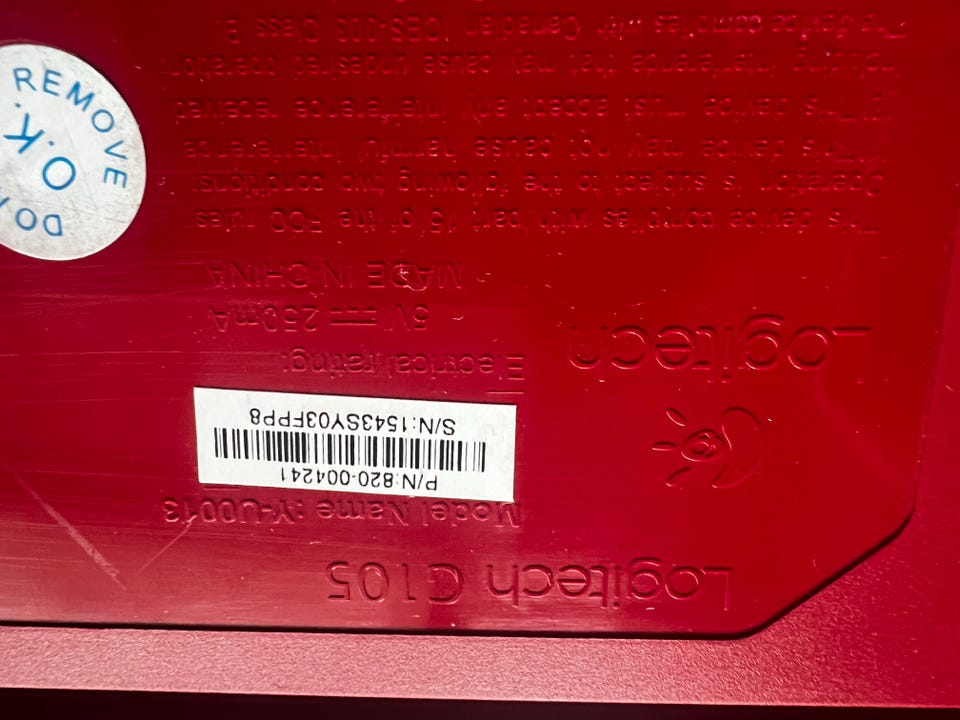 Logitech G105
Model Name :Y-U0013
P/N:820-004241
S/N:1543SY03FPP8
Electrical rating:
5V ⎓ 250mA
MADE IN CHINA
Logitech
This device complies with part 15 of the FCC rules
Operation is subject to the following two conditions:
This device may not cause harmful interference
This device must accept any interference received
including interference that may cause undesired operation
The device complies with Canadian ICES-003 Class B
DO
REMOVE
O.K.